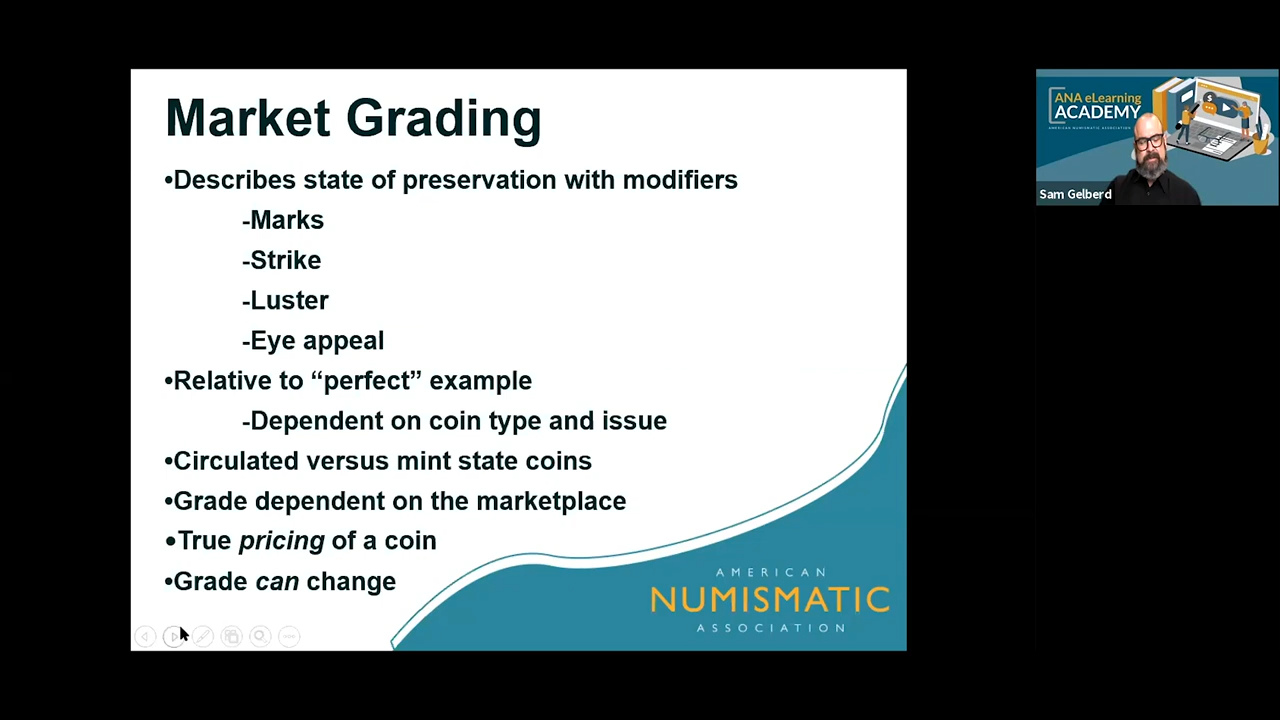 Market Grading
•Describes state of preservation with modifiers
-Marks
-Strike
-Luster
-Eye appeal
•Relative to “perfect” example
-Dependent on coin type and issue
•Circulated versus mint state coins
•Grade dependent on the marketplace
•True pricing of a coin
•Grade can change
AMERICAN
NUMISMATIC
ASSOCIATION
ANA eLearning
ACADEMY
AMERICAN NUMISMATIC ASSOCIATION
Sam Gelberd